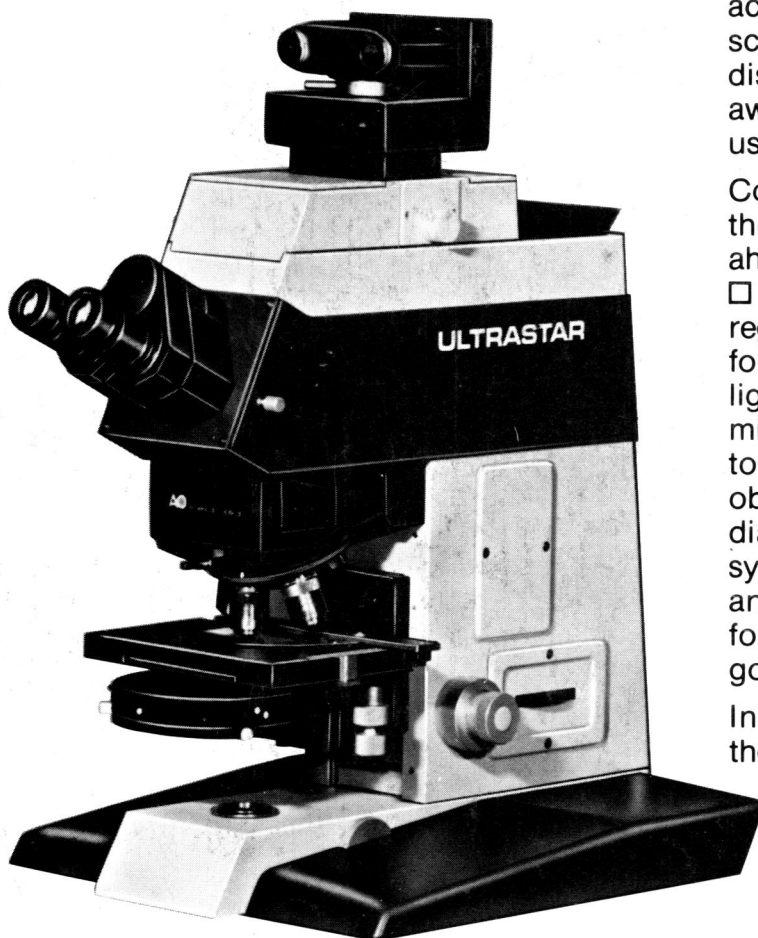 ULTRASTAR
AO
ac
sc
dis
aw
us
Co
the
ah
□
rec
fo
lig
mi
to
ob
dia
sy
an
fo
go
In
the